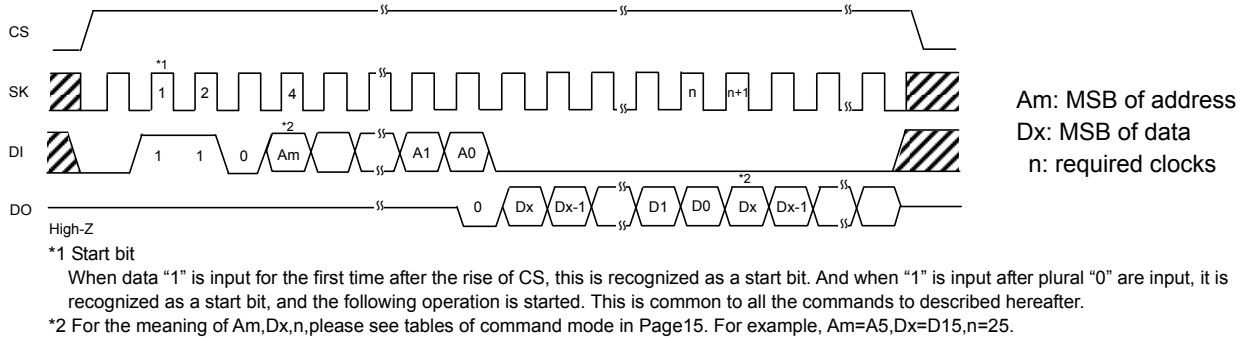 CS
*1
SK 1 2 4 n n+1
*2
DI 1 1 0 Am A1 A0
*2
DO 0 Dx Dx-1 D1 D0 Dx Dx-1
High-Z
Am: MSB of address
Dx: MSB of data
n: required clocks
*1 Start bit
When data “1” is input for the first time after the rise of CS, this is recognized as a start bit. And when “1” is input after plural “0” are input, it is
recognized as a start bit, and the following operation is started. This is common to all the commands to described hereafter.
*2 For the meaning of Am,Dx,n,please see tables of command mode in Page15. For example, Am=A5,Dx=D15,n=25.